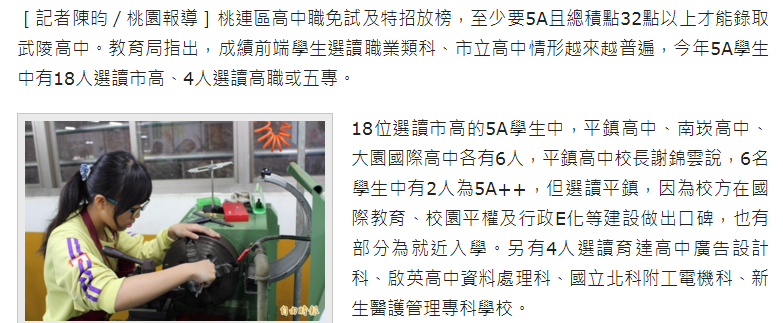 ［記者陳昀／桃園報導］桃連區高中職免試及特招放榜，至少要5A且總積點32點以上才能錄取
武陵高中。教育局指出，成績前端學生選讀職業類科、市立高中情形越來越普遍，今年5A學生
中有18人選讀市高、4人選讀高職或五專。
18位選讀市高的5A學生中，平鎮高中、南崁高中、
大園國際高中各有6人，平鎮高中校長謝錦雲說，6名
學生中有2人為5A++，但選讀平鎮，因為校方在國
際教育、校園平權及行政E化等建設做出口碑，也有
部分為就近入學。另有4人選讀育達高中廣告設計
科、啟英高中資料處理科、國立北科附工電機科、新
生醫護管理專科學校。
自由時報